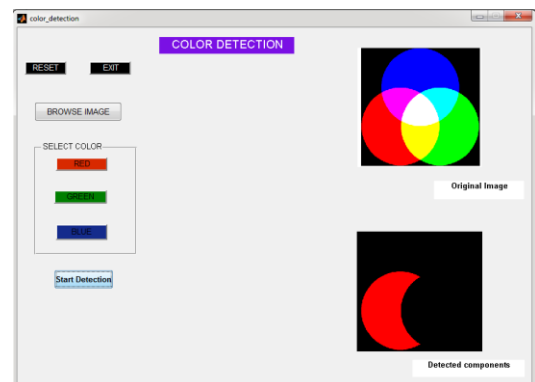 color_detection
COLOR DETECTION
RESET
EXIT
BROWSE IMAGE
SELECT COLOR
RED
GREEN
BLUE
Start Detection
Original Image
Detected components